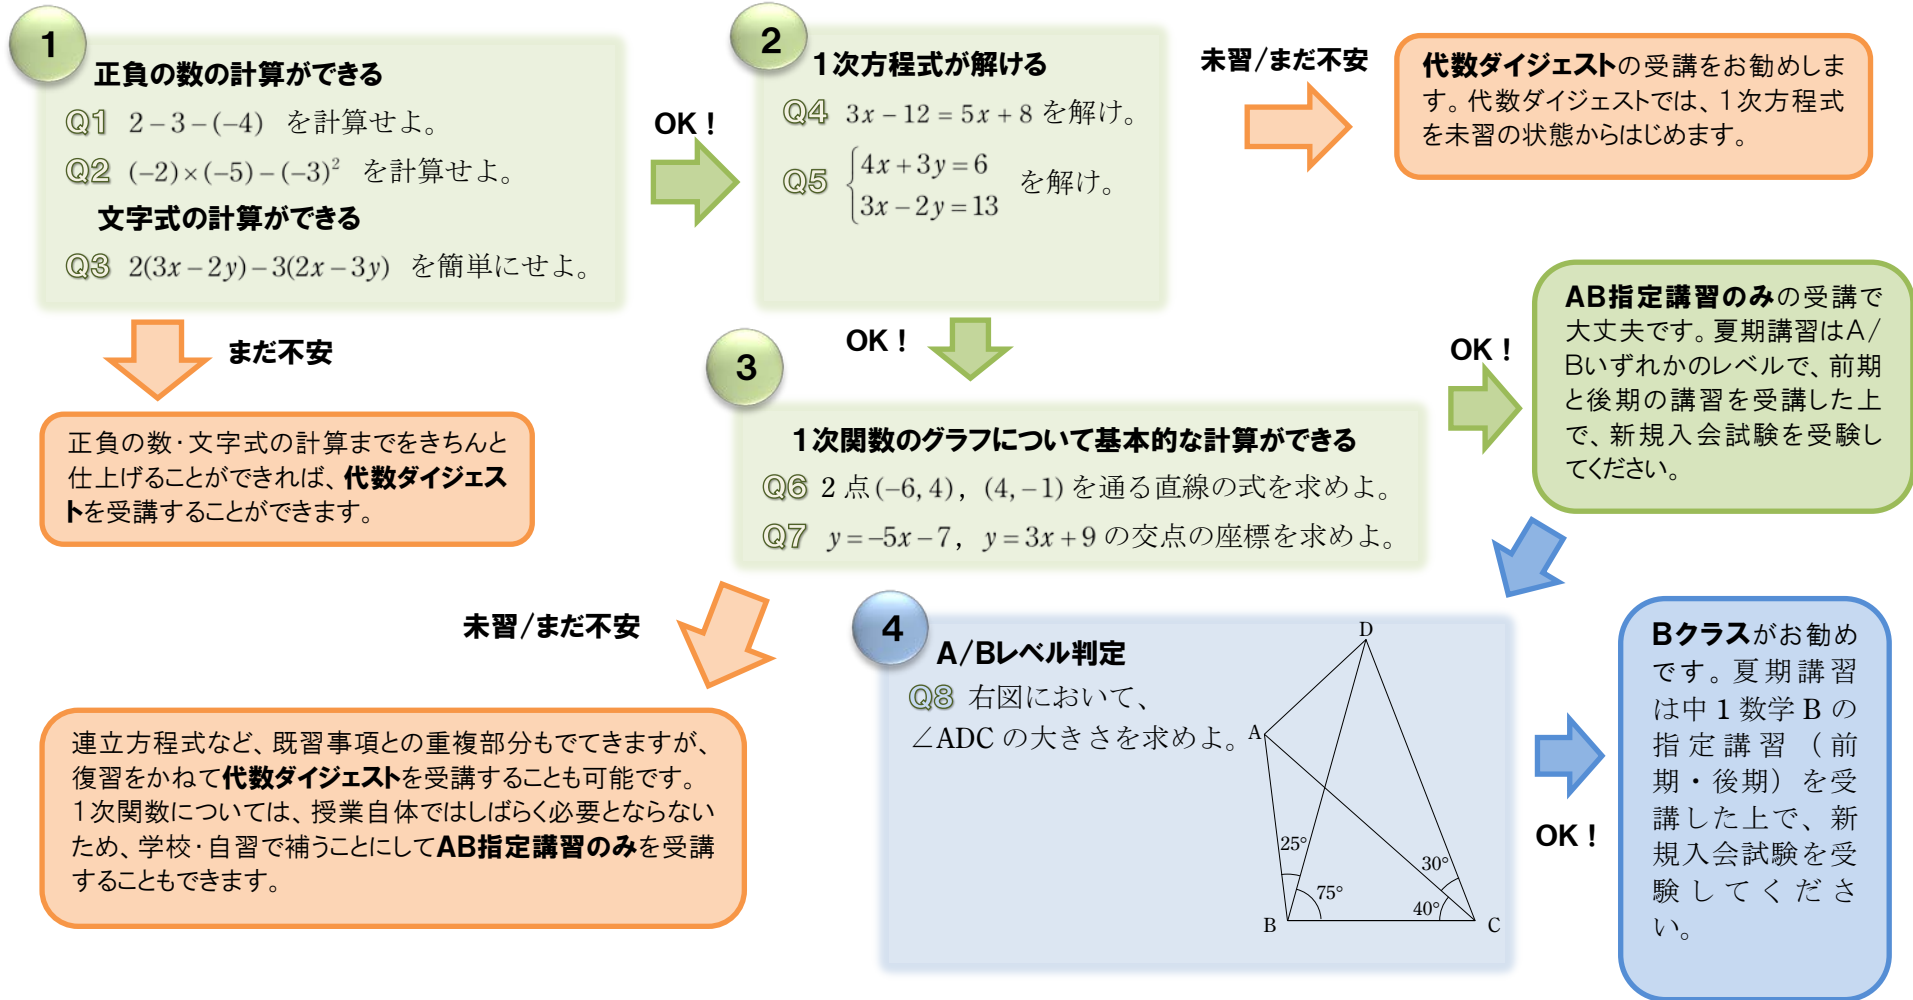 1
正負の数の計算ができる
Q1 2−3−(−4) を計算せよ。
Q2 (−2)×(−5)−(−3)² を計算せよ。
文字式の計算ができる
Q3 2(3x−2y)−3(2x−3y) を簡単にせよ。
OK！
まだ不安
正負の数・文字式の計算までをきちんと
仕上げることができれば、代数ダイジェス
トを受講することができます。
2
1次方程式が解ける
Q4 3x−12=5x+8 を解け。
Q5 {4x+3y=6
3x−2y=13 を解け。
未習/まだ不安
代数ダイジェストの受講をお勧めしま
す。代数ダイジェストでは、1次方程式
を未習の状態からはじめます。
OK！
3
1次関数のグラフについて基本的な計算ができる
Q6 2点(−6, 4), (4, −1)を通る直線の式を求めよ。
Q7 y=−5x−7, y=3x+9の交点の座標を求めよ。
OK！
AB指定講習のみの受講で
大丈夫です。夏期講習はA/
Bいずれかのレベルで、前期
と後期の講習を受講した上
で、新規入会試験を受験し
てください。
未習/まだ不安
連立方程式など、既習事項との重複部分もでてきますが、
復習をかねて代数ダイジェストを受講することも可能です。
1次関数については、授業自体ではしばらく必要とならない
ため、学校・自習で補うことにしてAB指定講習のみを受講
することもできます。
4
A/Bレベル判定
Q8 右図において、
∠ADC の大きさを求めよ。
D
A
25°
30°
75°
40°
B
C
OK！
Bクラスがお勧め
です。夏期講習
は中1数学Bの
指定講習（前
期・後期）を受
講した上で、新
規入会試験を受
験してくださ
い。